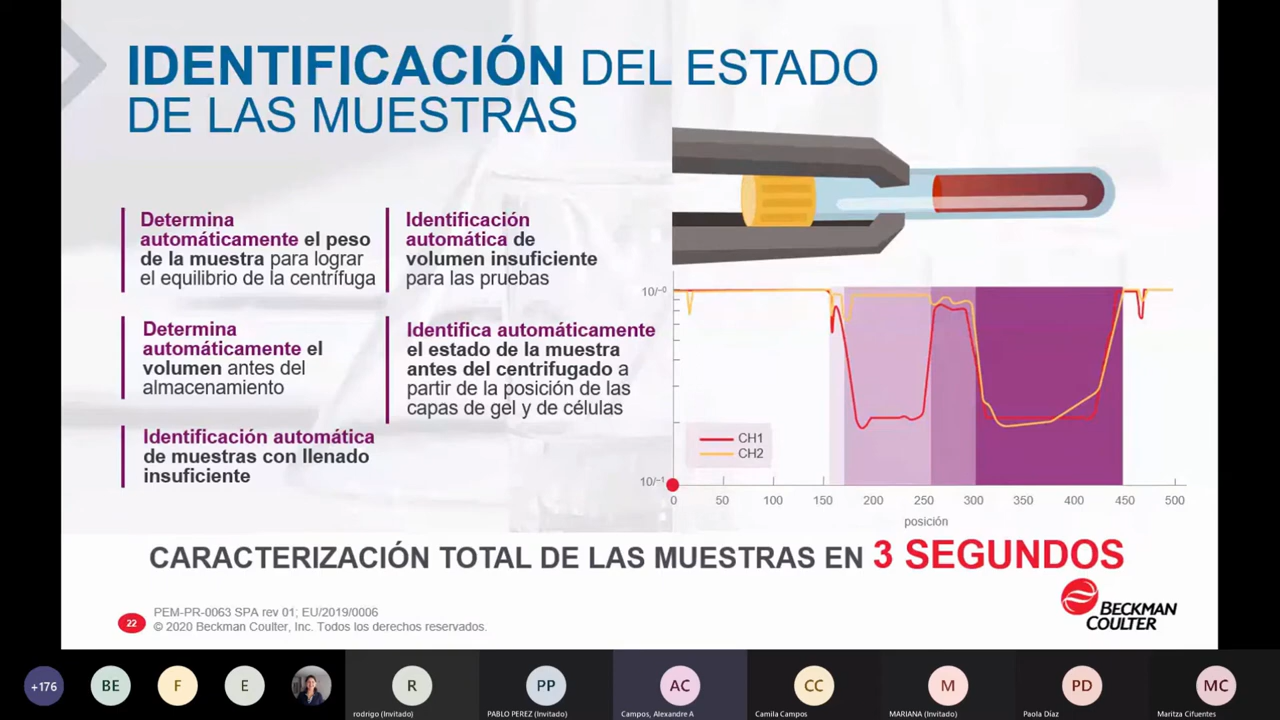 IDENTIFICACIÓN DEL ESTADO
DE LAS MUESTRAS
Determina
automáticamente el peso
de la muestra para lograr
el equilibrio de la centrífuga
Identificación
automática de
volumen insuficiente
para las pruebas
Determina
automáticamente el
volumen antes del
almacenamiento
Identifica automáticamente
el estado de la muestra
antes del centrifugado a
partir de la posición de las
capas de gel y de células
Identificación automática
de muestras con llenado
insuficiente
10/-0
CH1
CH2
10/-1
0 50 100 150 200 250 300 350 400 450 500
posición
CARACTERIZACIÓN TOTAL DE LAS MUESTRAS EN 3 SEGUNDOS
22
PEM-PR-0063 SPA rev 01; EU/2019/0006
© 2020 Beckman Coulter, Inc. Todos los derechos reservados.
BECKMAN
COULTER
+176 BE F E R PP AC CC M PD MC
rodrigo (Invitado) PABLO PEREZ (Invitado) Campos, Alexandre A Camila Campos MARIANA (Invitado) Paola Díaz Maritza Cifuentes